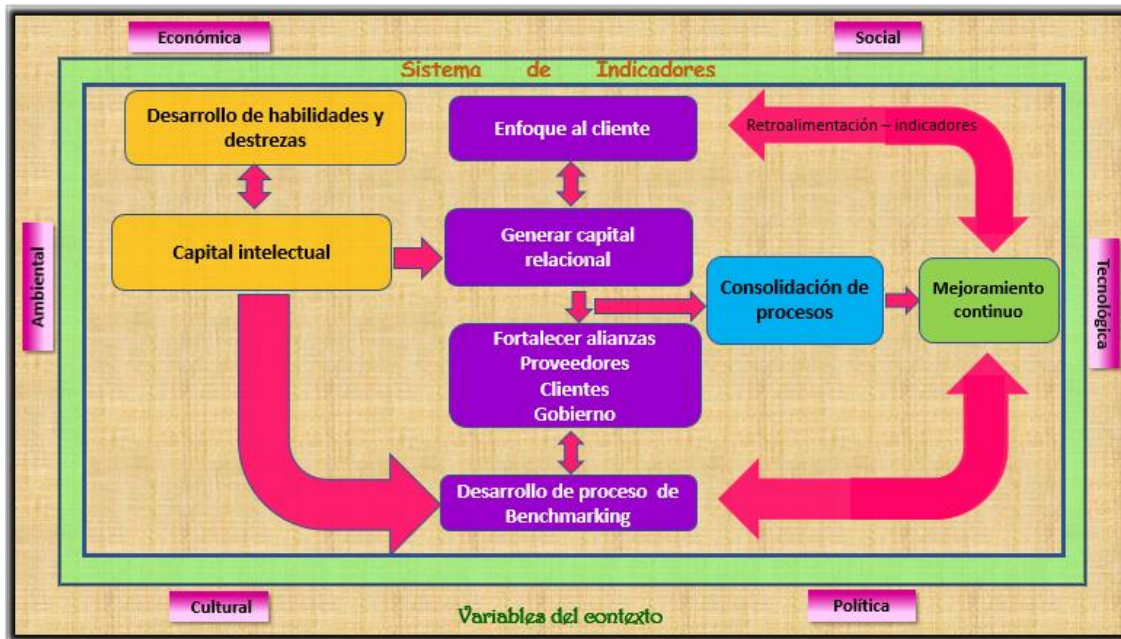 Económica
Social
Sistema de Indicadores
Desarrollo de habilidades y
destrezas
Enfoque al cliente
Retroalimentación – indicadores
Ambiental
Capital intelectual
Generar capital
relacional
Consolidación de
procesos
Mejoramiento
continuo
Tecnológica
Fortalecer alianzas
Proveedores
Clientes
Gobierno
Desarrollo de proceso de
Benchmarking
Cultural
Variables del contexto
Política